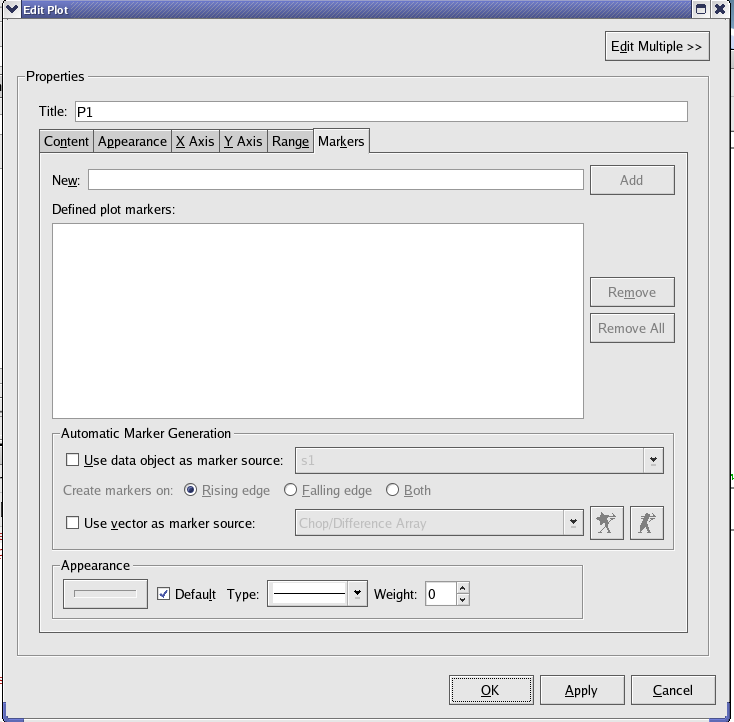 Edit Plot
Edit Multiple >>
Properties
Title: P1
Content Appearance X Axis Y Axis Range Markers
New: Add
Defined plot markers:
Remove
Remove All
Automatic Marker Generation
Use data object as marker source: s1
Create markers on: Rising edge Falling edge Both
Use vector as marker source: Chop/Difference Array
Appearance
Default Type: Weight: 0
OK Apply Cancel